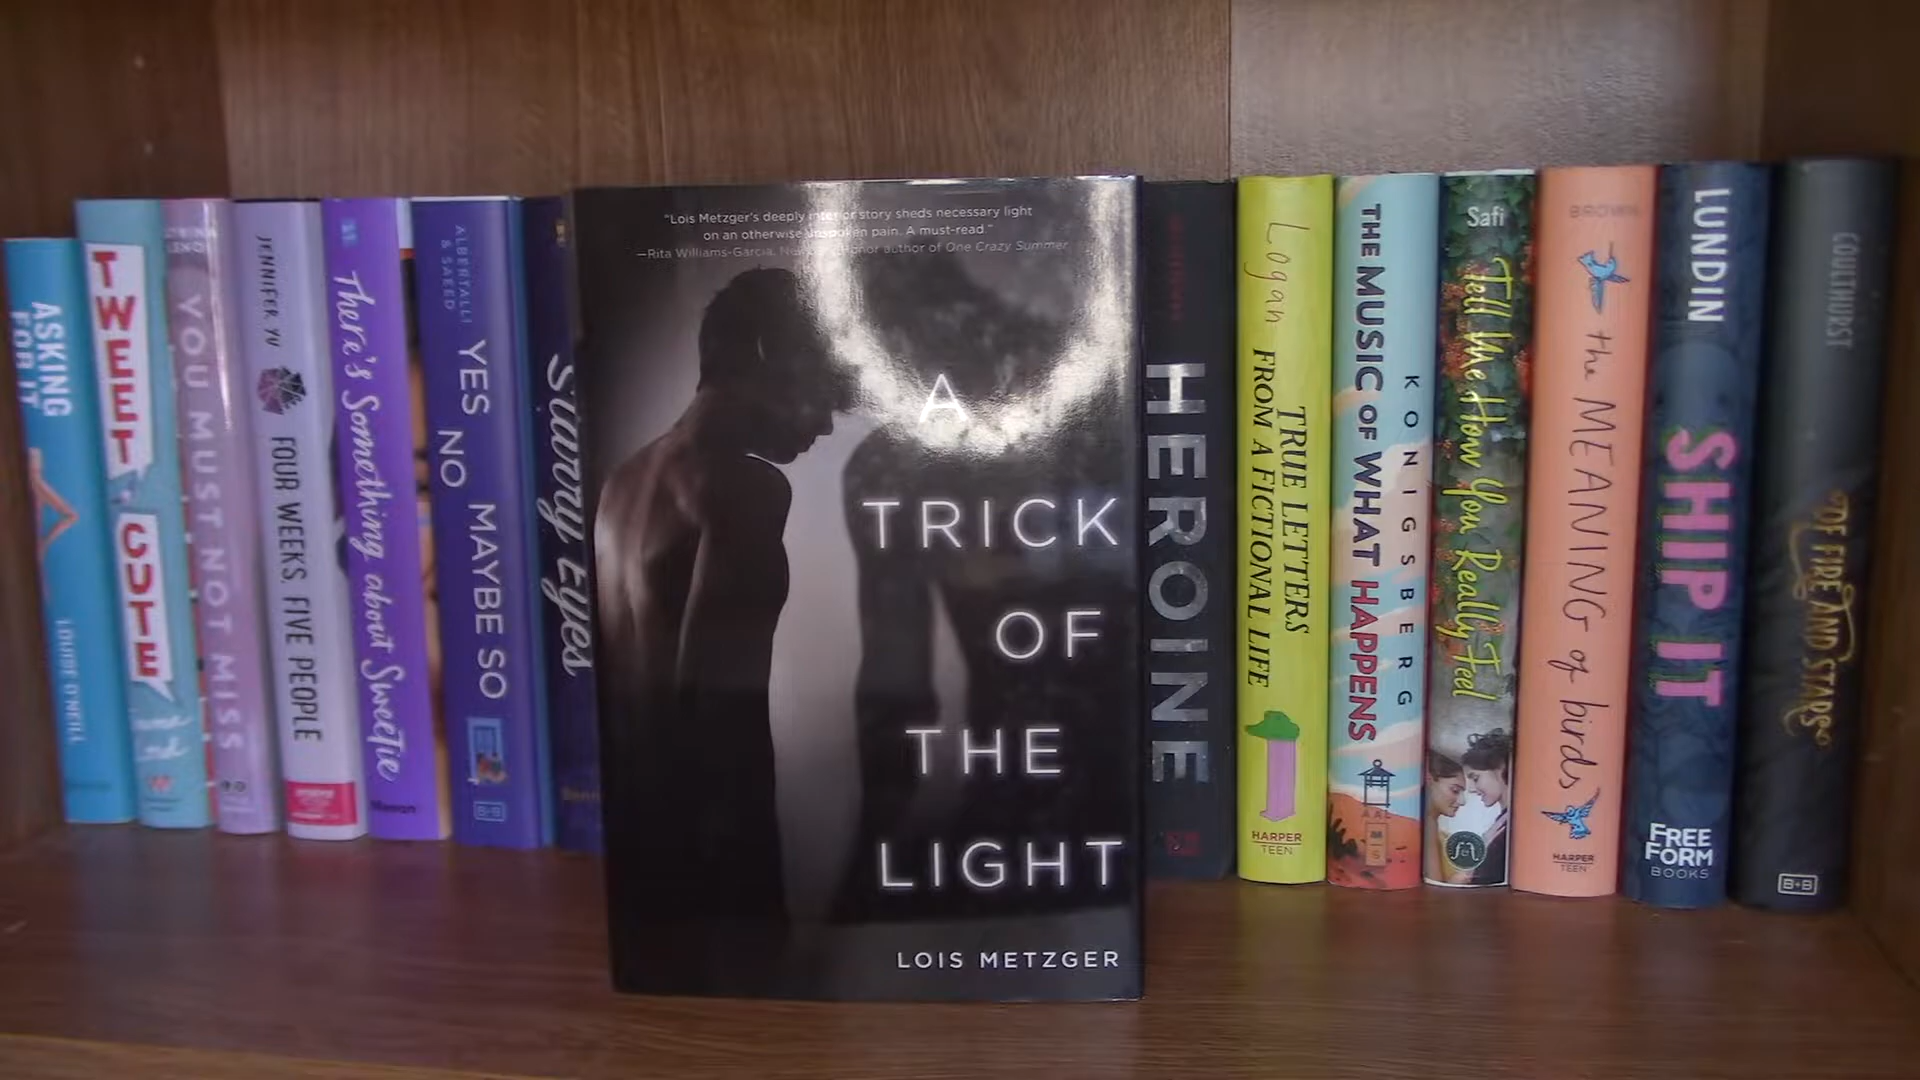 ASKING
FOR IT
LOUISE O'NEILL
TWEET
CUTE
YOU MUST NOT MISS
JENNIFER YU
FOUR WEEKS, FIVE PEOPLE
There's Something about Sweetie
Menon
ALBERTALLI
& SAEED
YES
NO
MAYBE SO
B+B
Starry Eyes
"Lois Metzger's deeply interior story sheds necessary light
on an otherwise unspoken pain. A must-read."
—Rita Williams-Garcia, Newbery Honor author of One Crazy Summer
A
TRICK
OF
THE
LIGHT
LOIS METZGER
HEROINE
Logan
TRUE LETTERS
FROM A FICTIONAL LIFE
HARPER
TEEN
THE MUSIC OF WHAT HAPPENS
KONIGSBERG
Safi
Tell Me How You Really Feel
BROWN
the MEANING of birds
HARPER
TEEN
LUNDIN
SHIP IT
FREE
FORM
BOOKS
COULTHURST
OF FIRE AND STARS
B+B